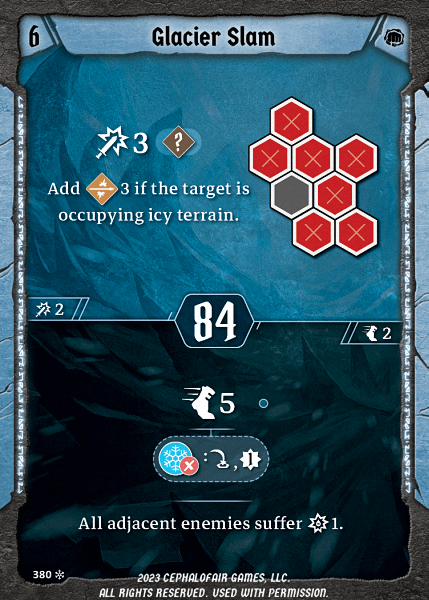 6
Glacier Slam
3 ?
Add 3 if the target is
occupying icy terrain.
2
84
2
5
: ,
All adjacent enemies suffer 1.
380
2023 CEPHALOFAIR GAMES, LLC.
ALL RIGHTS RESERVED. USED WITH PERMISSION.